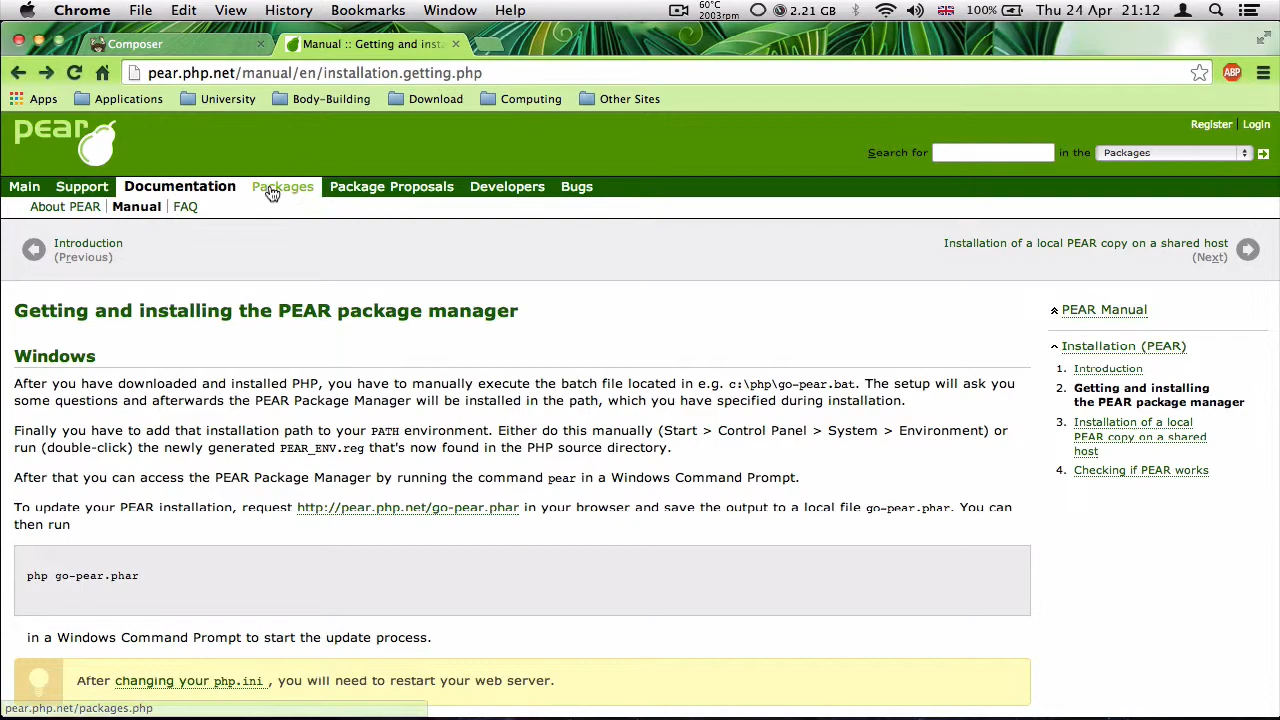 Chrome File Edit View History Bookmarks Window Help 60°C 2003rpm 2.21 GB 100% Thu 24 Apr 21:12
Composer × Manual :: Getting and inst ×
pear.php.net/manual/en/installation.getting.php ABP
Apps Applications University Body-Building Download Computing Other Sites
pear
Register | Login
Search for in the Packages
Main Support Documentation Packages Package Proposals Developers Bugs
About PEAR | Manual | FAQ
Introduction
(Previous)
Installation of a local PEAR copy on a shared host
(Next)
Getting and installing the PEAR package manager
Windows
After you have downloaded and installed PHP, you have to manually execute the batch file located in e.g. c:\php\go-pear.bat. The setup will ask you
some questions and afterwards the PEAR Package Manager will be installed in the path, which you have specified during installation.
Finally you have to add that installation path to your PATH environment. Either do this manually (Start > Control Panel > System > Environment) or
run (double-click) the newly generated PEAR_ENV.reg that's now found in the PHP source directory.
After that you can access the PEAR Package Manager by running the command pear in a Windows Command Prompt.
To update your PEAR installation, request http://pear.php.net/go-pear.phar in your browser and save the output to a local file go-pear.phar. You can
then run
php go-pear.phar
in a Windows Command Prompt to start the update process.
After changing your php.ini , you will need to restart your web server.
PEAR Manual
Installation (PEAR)
1. Introduction
2. Getting and installing
the PEAR package manager
3. Installation of a local
PEAR copy on a shared
host
4. Checking if PEAR works
pear.php.net/packages.php